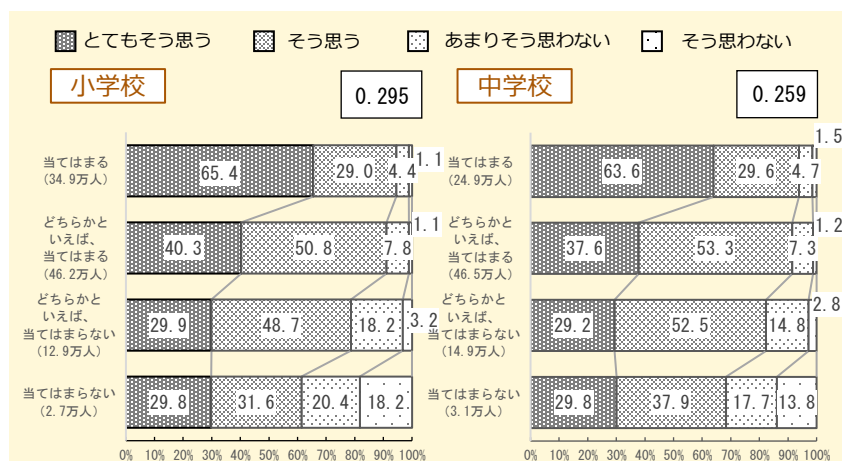 とてもそう思う そう思う あまりそう思わない そう思わない
小学校 0.295
当てはまる
(34.9万人)
65.4 29.0 4.4 1.1
どちらかと
いえば、
当てはまる
(46.2万人)
40.3 50.8 7.8 1.1
どちらかと
いえば、
当てはまらない
(12.9万人)
29.9 48.7 18.2 3.2
当てはまらない
(2.7万人)
29.8 31.6 20.4 18.2
0% 10% 20% 30% 40% 50% 60% 70% 80% 90% 100%
中学校 0.259
当てはまる
(24.9万人)
63.6 29.6 4.7 1.5
どちらかと
いえば、
当てはまる
(46.5万人)
37.6 53.3 7.3 1.2
どちらかと
いえば、
当てはまらない
(14.9万人)
29.2 52.5 14.8 2.8
当てはまらない
(3.1万人)
29.8 37.9 17.7 13.8
0% 10% 20% 30% 40% 50% 60% 70% 80% 90% 100%